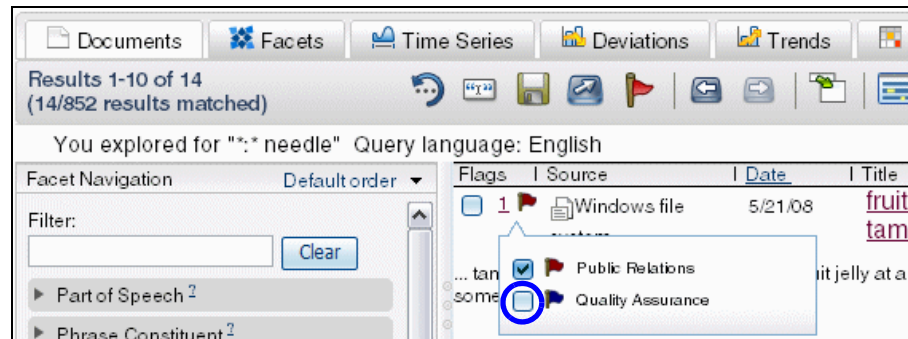 Documents Facets Time Series Deviations Trends
Results 1-10 of 14
(14/852 results matched)
You explored for "*:* needle" Query language: English
Facet Navigation Default order
Flags Source Date Title
Filter:
Clear
1 Windows file 5/21/08 fruit
tam
Public Relations
Quality Assurance
... tan
uit jelly at a
some
Part of Speech ?
Phrase Constituent ?